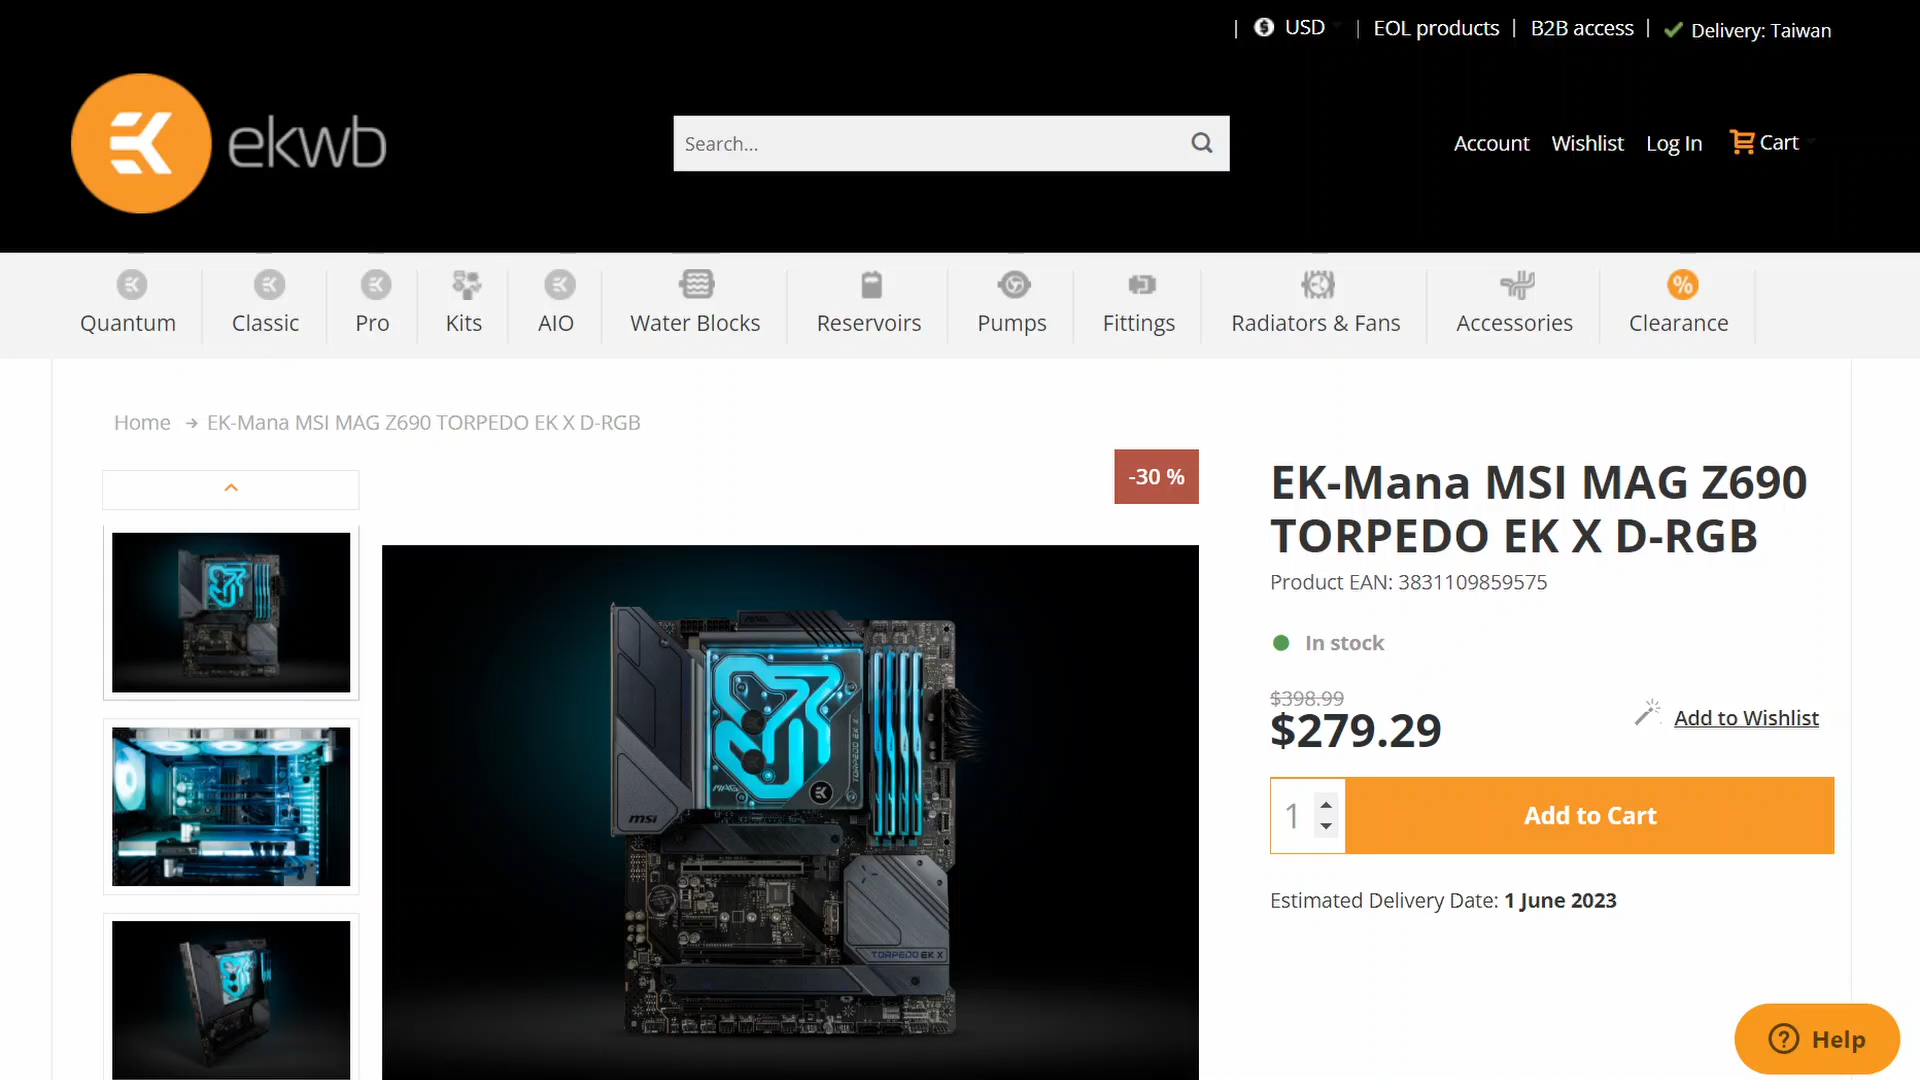 USD
EOL products
B2B access
Delivery: Taiwan
ekwb
Search...
Account
Wishlist
Log In
Cart
Quantum
Classic
Pro
Kits
AIO
Water Blocks
Reservoirs
Pumps
Fittings
Radiators & Fans
Accessories
%
Clearance
Home → EK-Mana MSI MAG Z690 TORPEDO EK X D-RGB
-30 %
EK-Mana MSI MAG Z690
TORPEDO EK X D-RGB
Product EAN: 3831109859575
In stock
$398.99
$279.29
Add to Wishlist
1
Add to Cart
Estimated Delivery Date: 1 June 2023
MAG
TORPEDO EK X
msi
TORPEDO EK X
? Help